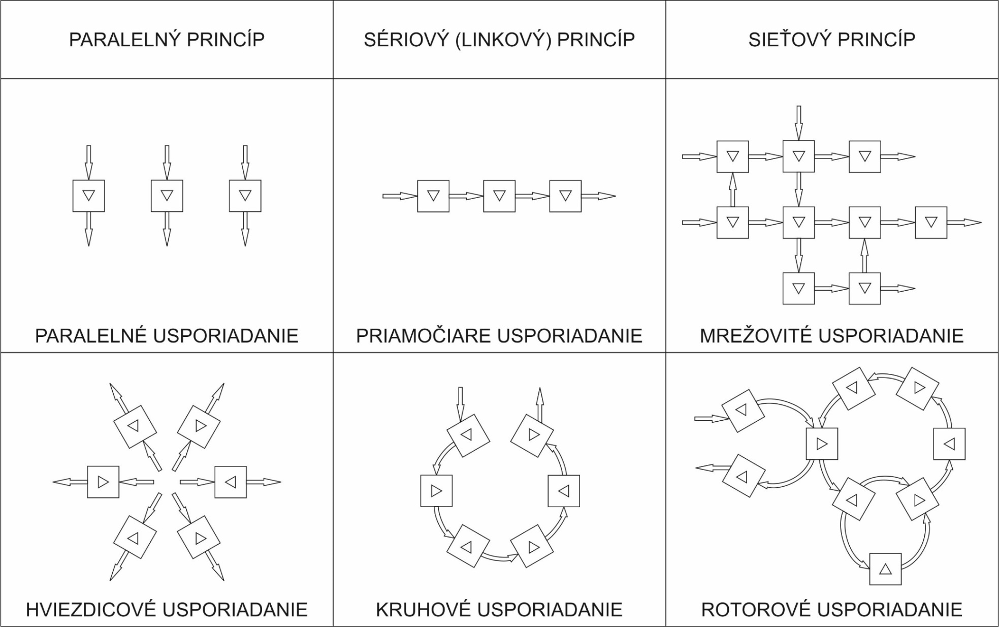 PARALELNÝ PRINCÍP
SÉRIOVÝ (LINKOVÝ) PRINCÍP
SIEŤOVÝ PRINCÍP
PARALELNÉ USPORIADANIE
PRIAMOČIARE USPORIADANIE
MREŽOVITÉ USPORIADANIE
HVIEZDICOVÉ USPORIADANIE
KRUHOVÉ USPORIADANIE
ROTOROVÉ USPORIADANIE